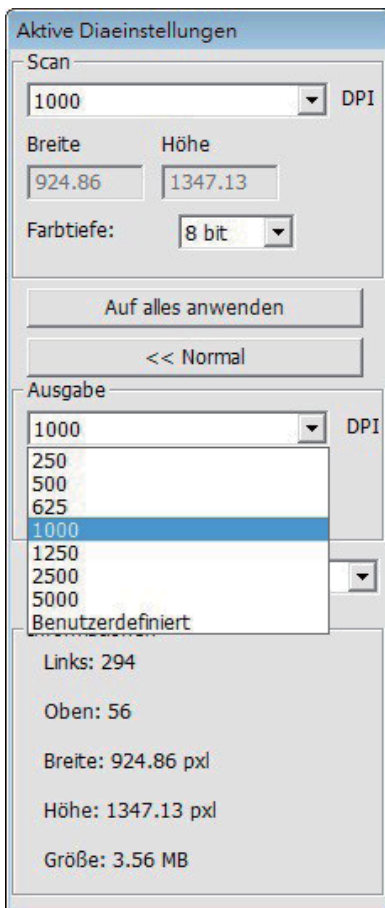 Aktive Diaeinstellungen
Scan
1000 DPI
Breite Höhe
924.86 1347.13
Farbtiefe: 8 bit
Auf alles anwenden
<< Normal
Ausgabe
1000 DPI
250
500
625
1000
1250
2500
5000
Benutzerdefiniert
Links: 294
Oben: 56
Breite: 924.86 pxl
Höhe: 1347.13 pxl
Größe: 3.56 MB